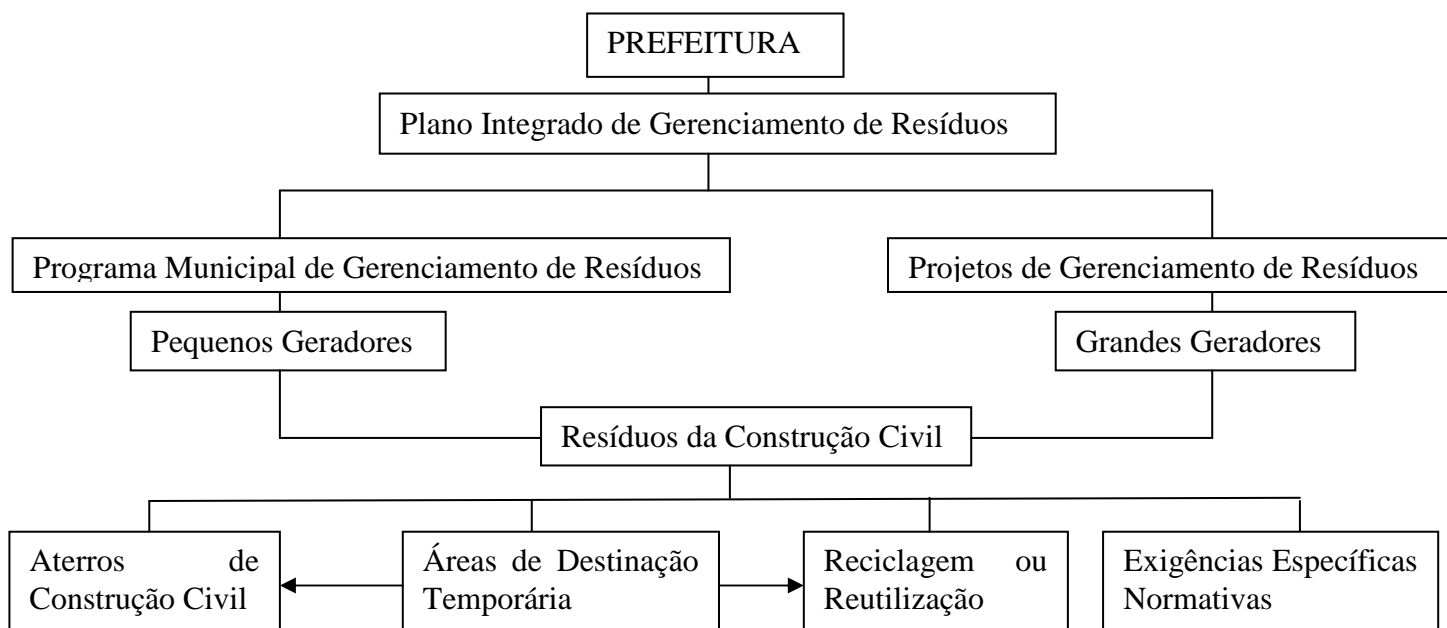 PREFEITURA
Plano Integrado de Gerenciamento de Resíduos
Programa Municipal de Gerenciamento de Resíduos
Projetos de Gerenciamento de Resíduos
Pequenos Geradores
Grandes Geradores
Resíduos da Construção Civil
Aterros de
Construção Civil
Áreas de Destinação
Temporária
Reciclagem ou
Reutilização
Exigências Específicas
Normativas